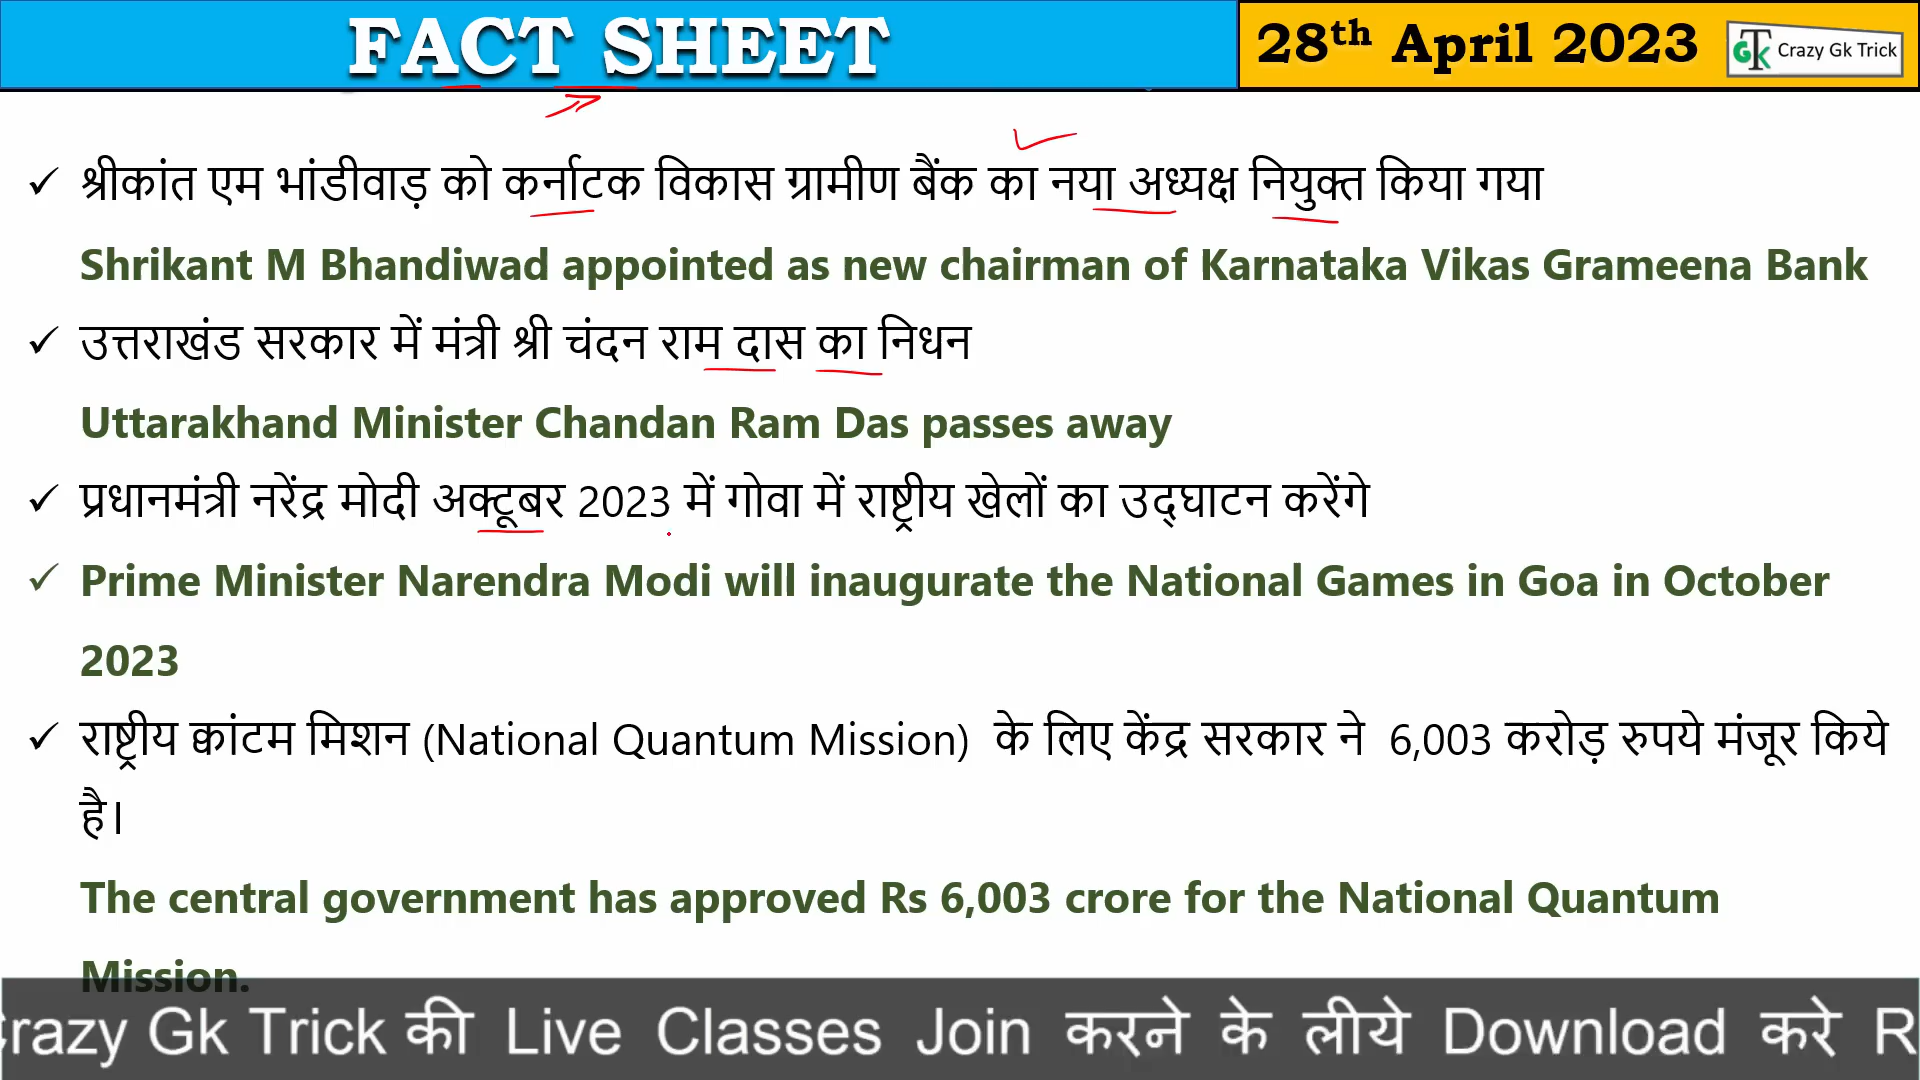 FACT SHEET
28th April 2023
GTK Crazy Gk Trick
✓ श्रीकांत एम भांडीवाड़ को कर्नाटक विकास ग्रामीण बैंक का नया अध्यक्ष नियुक्त किया गया
Shrikant M Bhandiwad appointed as new chairman of Karnataka Vikas Grameena Bank
✓ उत्तराखंड सरकार में मंत्री श्री चंदन राम दास का निधन
Uttarakhand Minister Chandan Ram Das passes away
✓ प्रधानमंत्री नरेंद्र मोदी अक्टूबर 2023 में गोवा में राष्ट्रीय खेलों का उद्घाटन करेंगे
✓ Prime Minister Narendra Modi will inaugurate the National Games in Goa in October
2023
✓ राष्ट्रीय क्वांटम मिशन (National Quantum Mission) के लिए केंद्र सरकार ने 6,003 करोड़ रुपये मंजूर किये
है।
The central government has approved Rs 6,003 crore for the National Quantum
Mission.
Crazy Gk Trick की Live Classes Join करने के लीये Download करे R